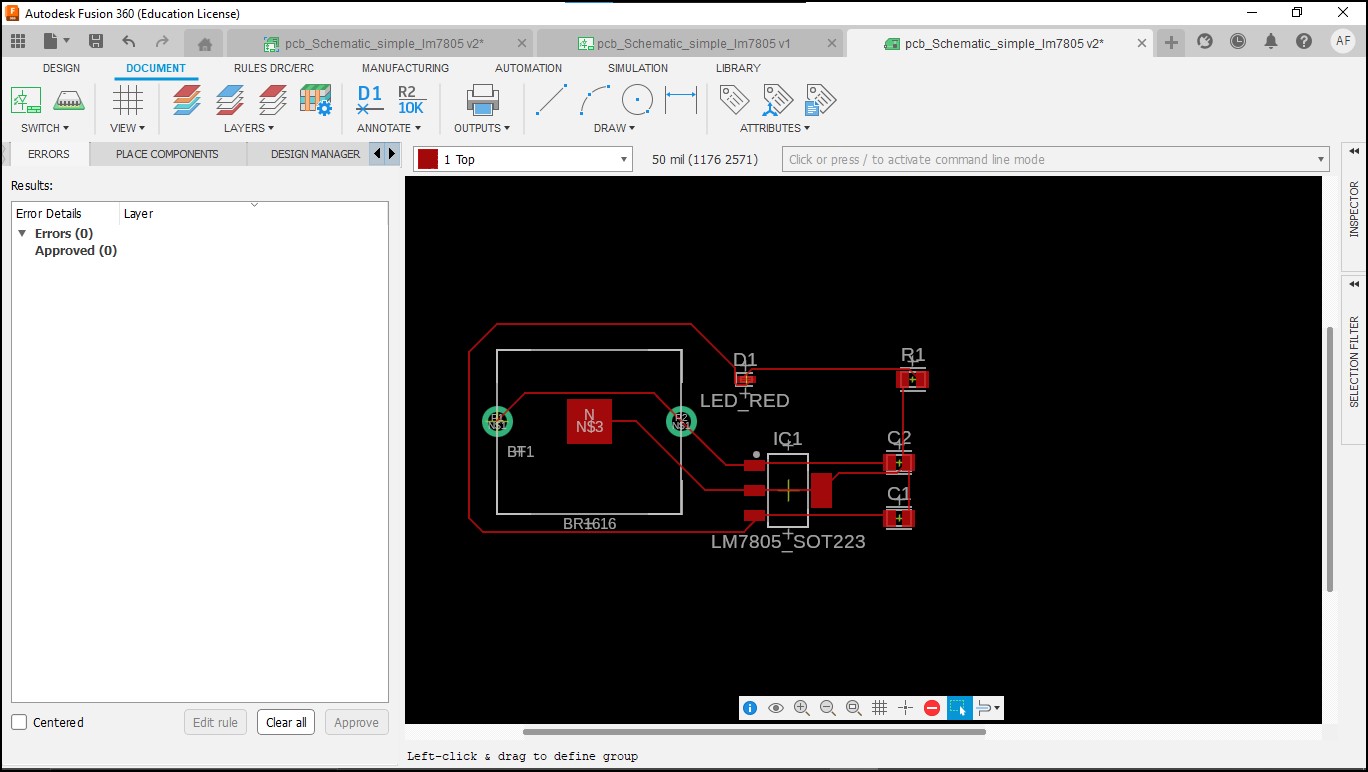 Autodesk Fusion 360 (Education License)
pcb_Schematic_simple_lm7805 v2*
pcb_Schematic_simple_lm7805 v1
pcb_Schematic_simple_lm7805 v2*
AF
DESIGN
DOCUMENT
RULES DRC/ERC
MANUFACTURING
AUTOMATION
SIMULATION
LIBRARY
D1
R2
10K
SWITCH
VIEW
LAYERS
ANNOTATE
OUTPUTS
DRAW
ATTRIBUTES
ERRORS
PLACE COMPONENTS
DESIGN MANAGER
1 Top
50 mil (1176 2571)
Click or press / to activate command line mode
INSPECTOR
SELECTION FILTER
Results:
Error Details
Layer
Errors (0)
Approved (0)
D1
R1
LED_RED
N
N$3
P2
N$1
BT1
IC1
C2
C1
BR1616
LM7805_SOT223
Centered
Edit rule
Clear all
Approve
Left-click & drag to define group